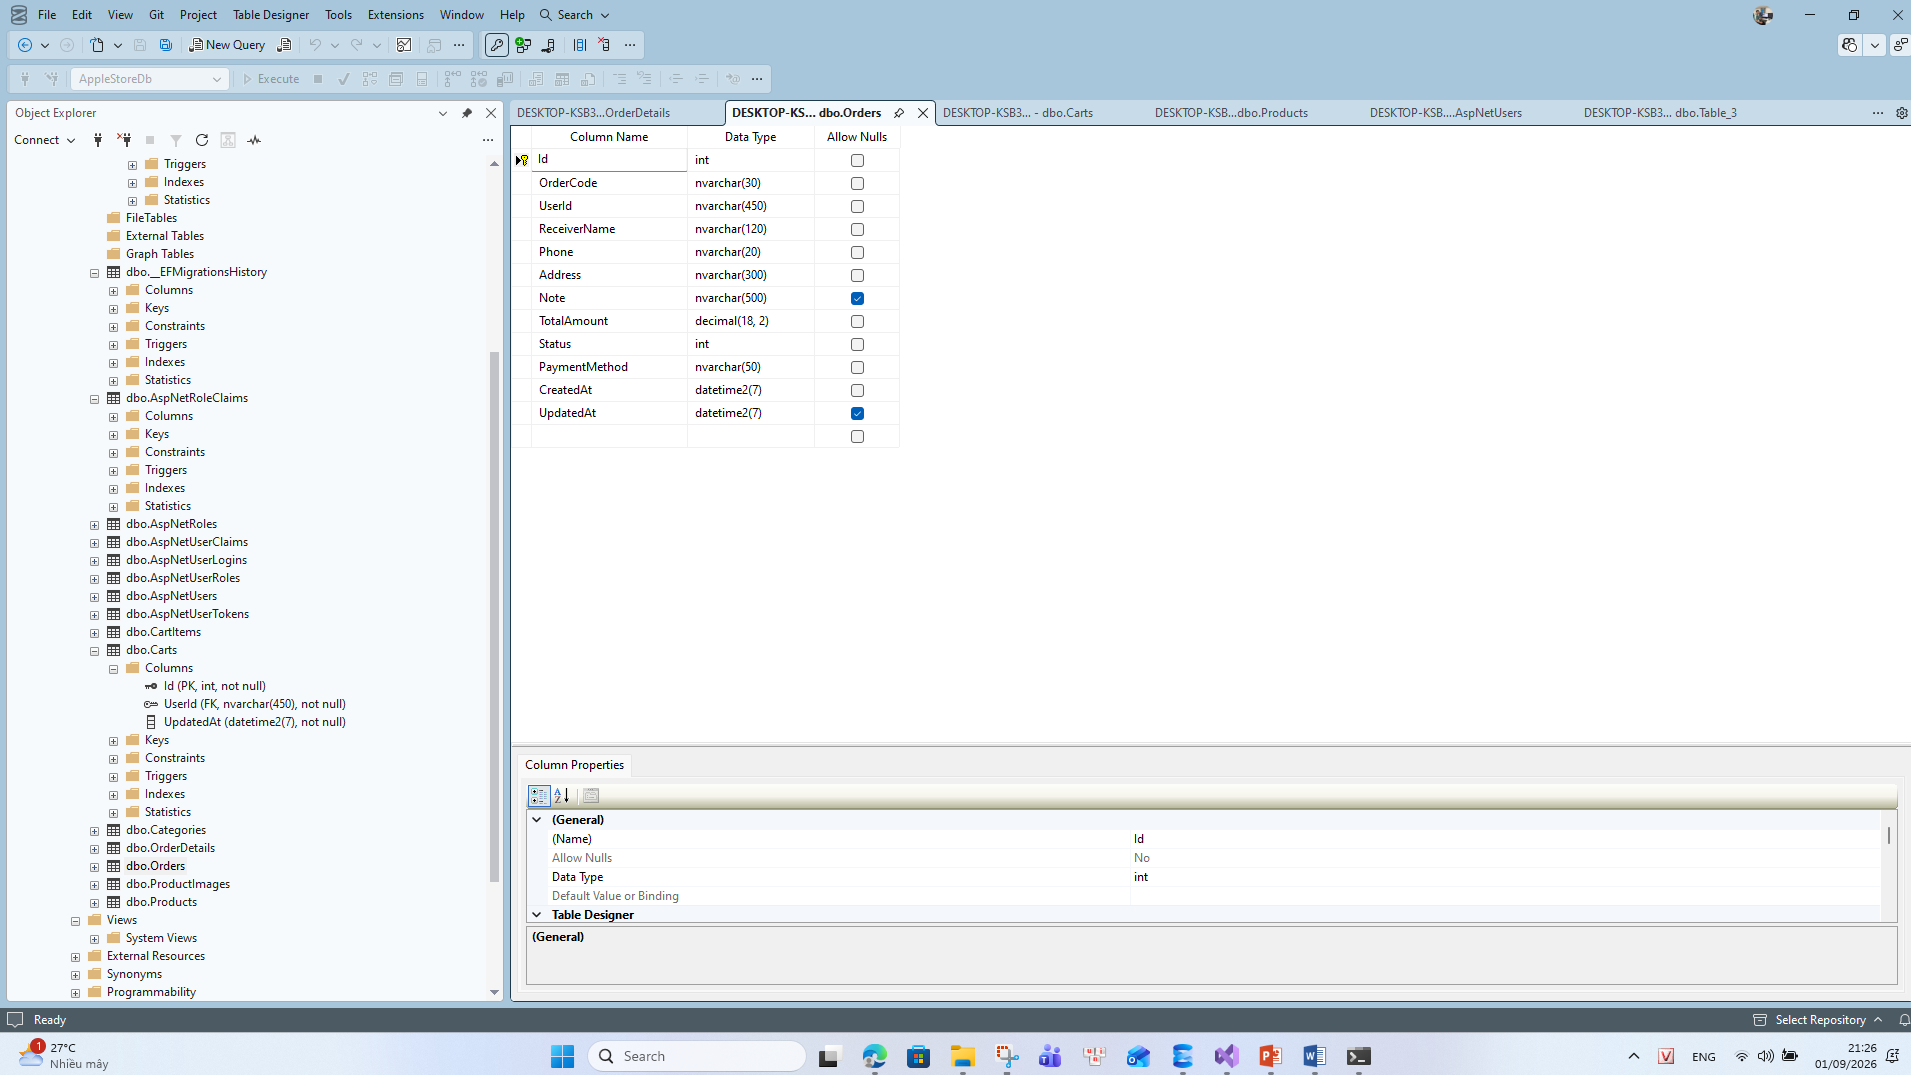 File Edit View Git Project Table Designer Tools Extensions Window Help Search
New Query
AppleStoreDb Execute
Object Explorer
Connect
Triggers
Indexes
Statistics
FileTables
External Tables
Graph Tables
dbo.__EFMigrationsHistory
Columns
Keys
Constraints
Triggers
Indexes
Statistics
dbo.AspNetRoleClaims
Columns
Keys
Constraints
Triggers
Indexes
Statistics
dbo.AspNetRoles
dbo.AspNetUserClaims
dbo.AspNetUserLogins
dbo.AspNetUserRoles
dbo.AspNetUsers
dbo.AspNetUserTokens
dbo.CartItems
dbo.Carts
Columns
Id (PK, int, not null)
UserId (FK, nvarchar(450), not null)
UpdatedAt (datetime2(7), not null)
Keys
Constraints
Triggers
Indexes
Statistics
dbo.Categories
dbo.OrderDetails
dbo.Orders
dbo.ProductImages
dbo.Products
Views
System Views
External Resources
Synonyms
Programmability
DESKTOP-KSB3...OrderDetails DESKTOP-KS... dbo.Orders DESKTOP-KSB3... - dbo.Carts DESKTOP-KSB...dbo.Products DESKTOP-KSB....AspNetUsers DESKTOP-KSB3... dbo.Table_3
Column Name Data Type Allow Nulls
Id int
OrderCode nvarchar(30)
UserId nvarchar(450)
ReceiverName nvarchar(120)
Phone nvarchar(20)
Address nvarchar(300)
Note nvarchar(500)
TotalAmount decimal(18, 2)
Status int
PaymentMethod nvarchar(50)
CreatedAt datetime2(7)
UpdatedAt datetime2(7)
Column Properties
(General)
(Name) Id
Allow Nulls No
Data Type int
Default Value or Binding
Table Designer
(General)
Ready Select Repository
1
27°C
Nhiều mây
Search
ENG
21:26
01/09/2026